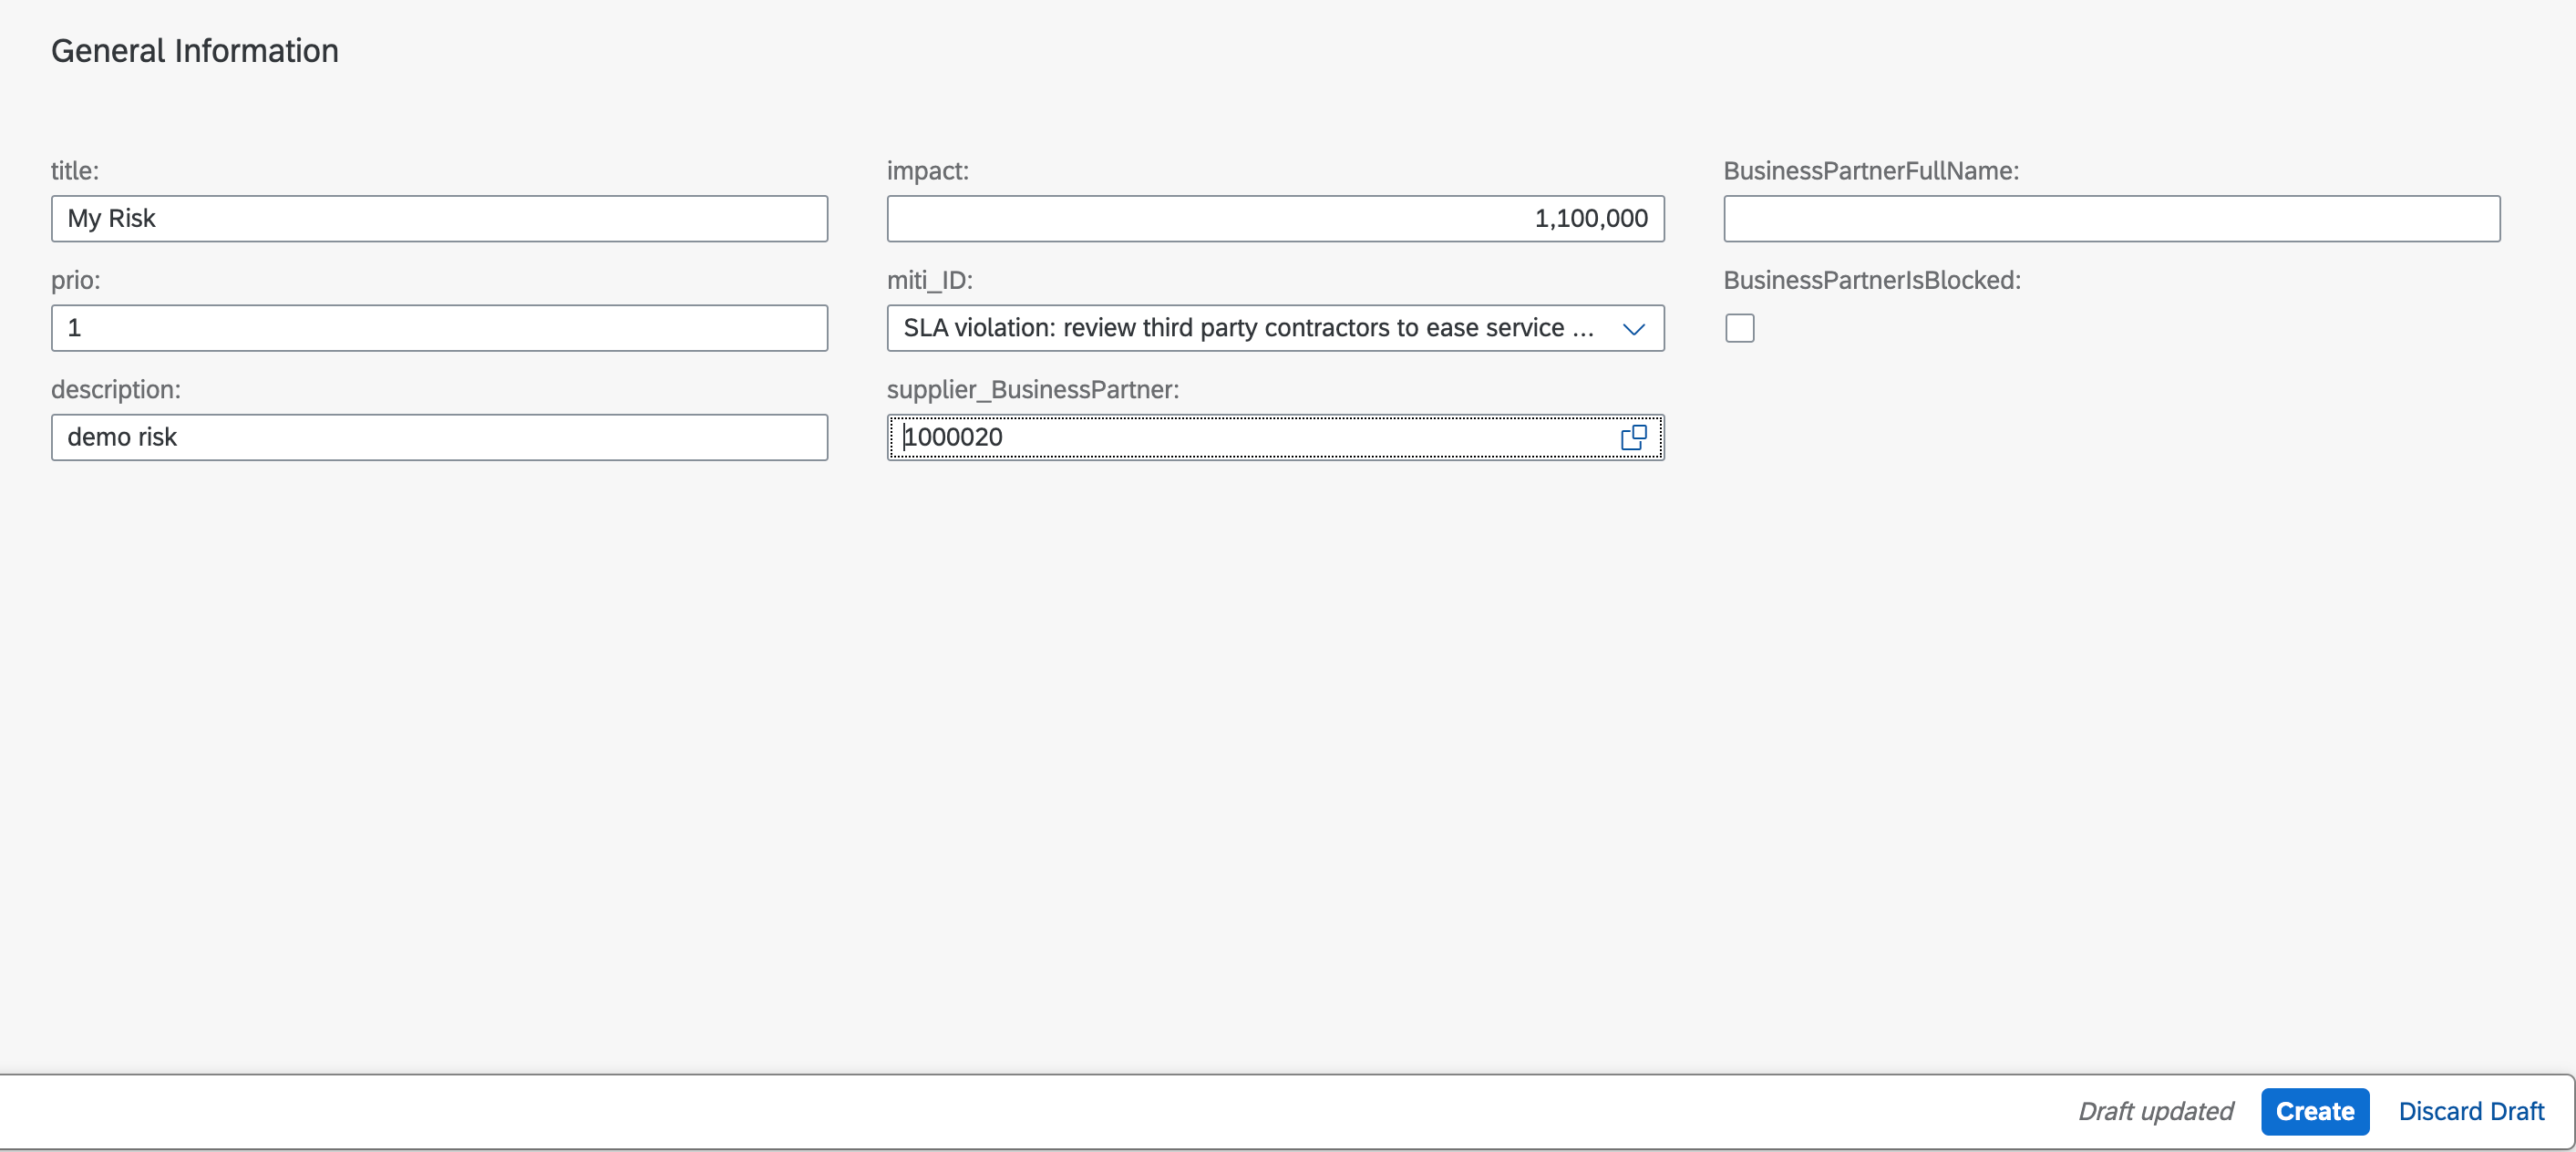 General Information
title:
My Risk
prio:
1
description:
demo risk
impact:
1,100,000
miti_ID:
SLA violation: review third party contractors to ease service ...
supplier_BusinessPartner:
1000020
BusinessPartnerFullName:
BusinessPartnerIsBlocked:
Draft updated Create Discard Draft